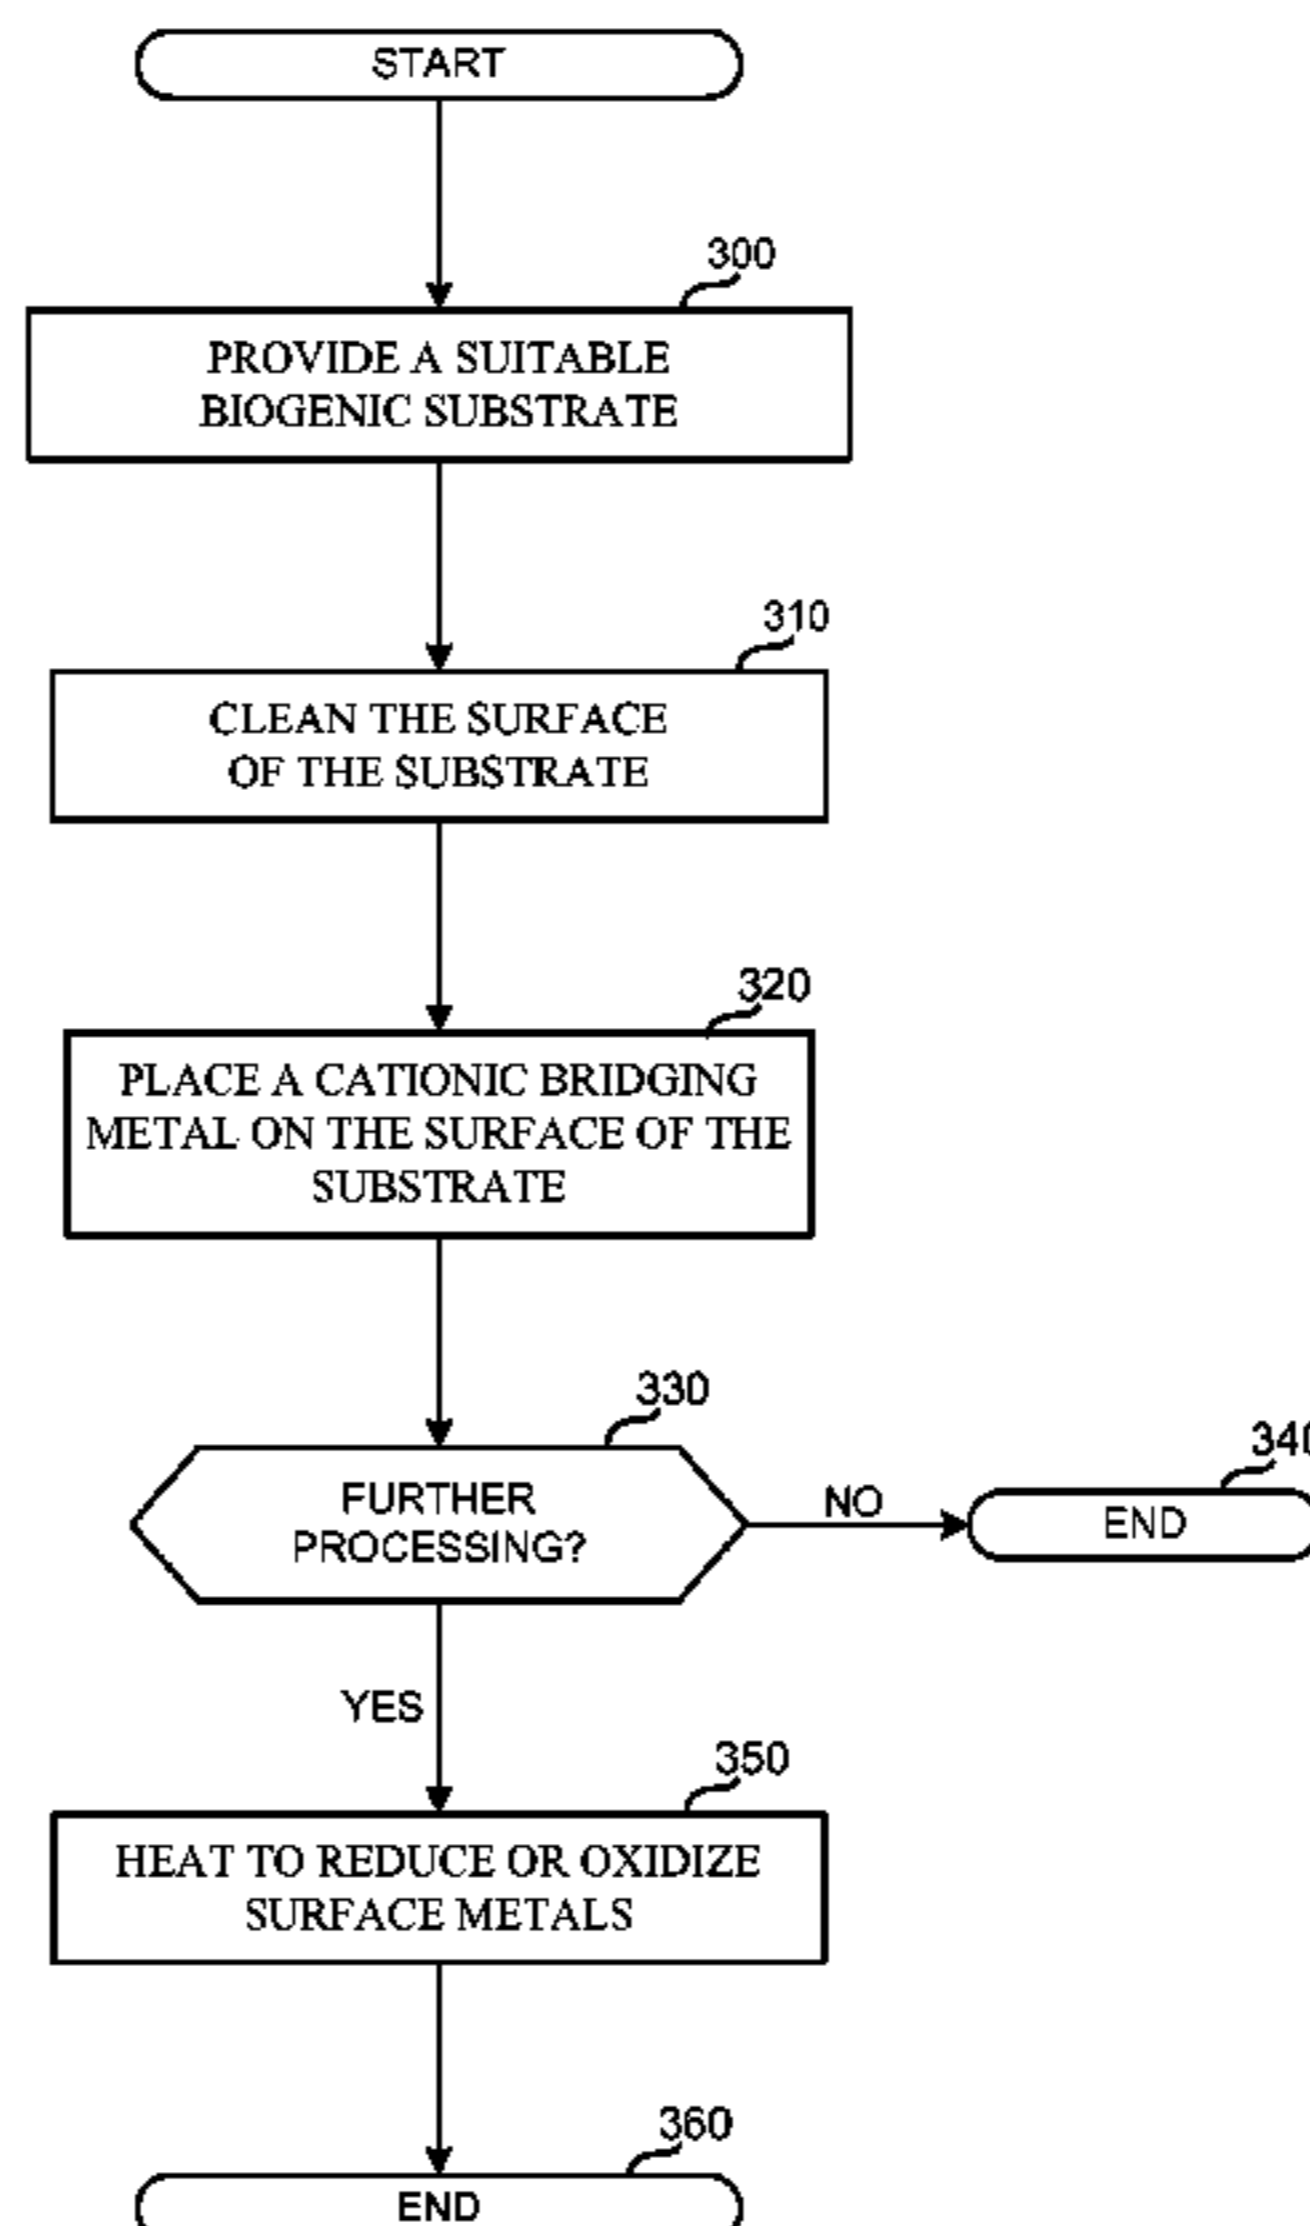 START
300
PROVIDE A SUITABLE
BIOGENIC SUBSTRATE
310
CLEAN THE SURFACE
OF THE SUBSTRATE
320
PLACE A CATIONIC BRIDGING
METAL ON THE SURFACE OF THE
SUBSTRATE
330
FURTHER
PROCESSING?
NO
340
END
YES
350
HEAT TO REDUCE OR OXIDIZE
SURFACE METALS
360
END